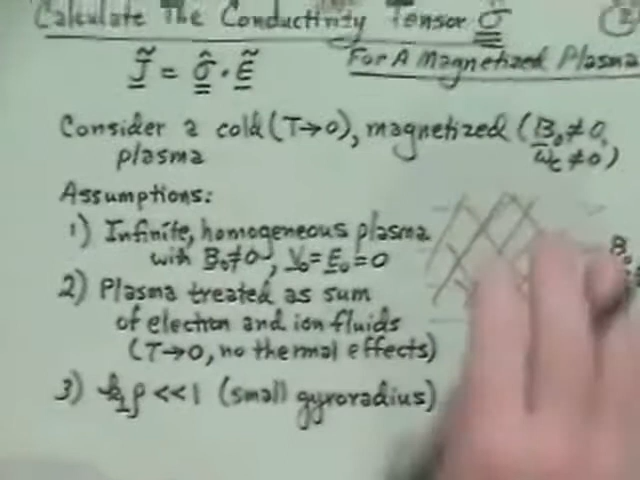 Calculate The Conductivity Tensor σ
For A Magnetized Plasma
J̃ = σ̂ · Ẽ
Consider a cold (T→0), magnetized (B₀≠0,
plasma ω_c≠0)
Assumptions:
1) Infinite, homogeneous plasma
with B₀≠0, V₀=E₀=0
B₀
2) Plasma treated as sum
of electron and ion fluids
(T→0, no thermal effects)
3) k⊥ρ <<1 (small gyroradius)